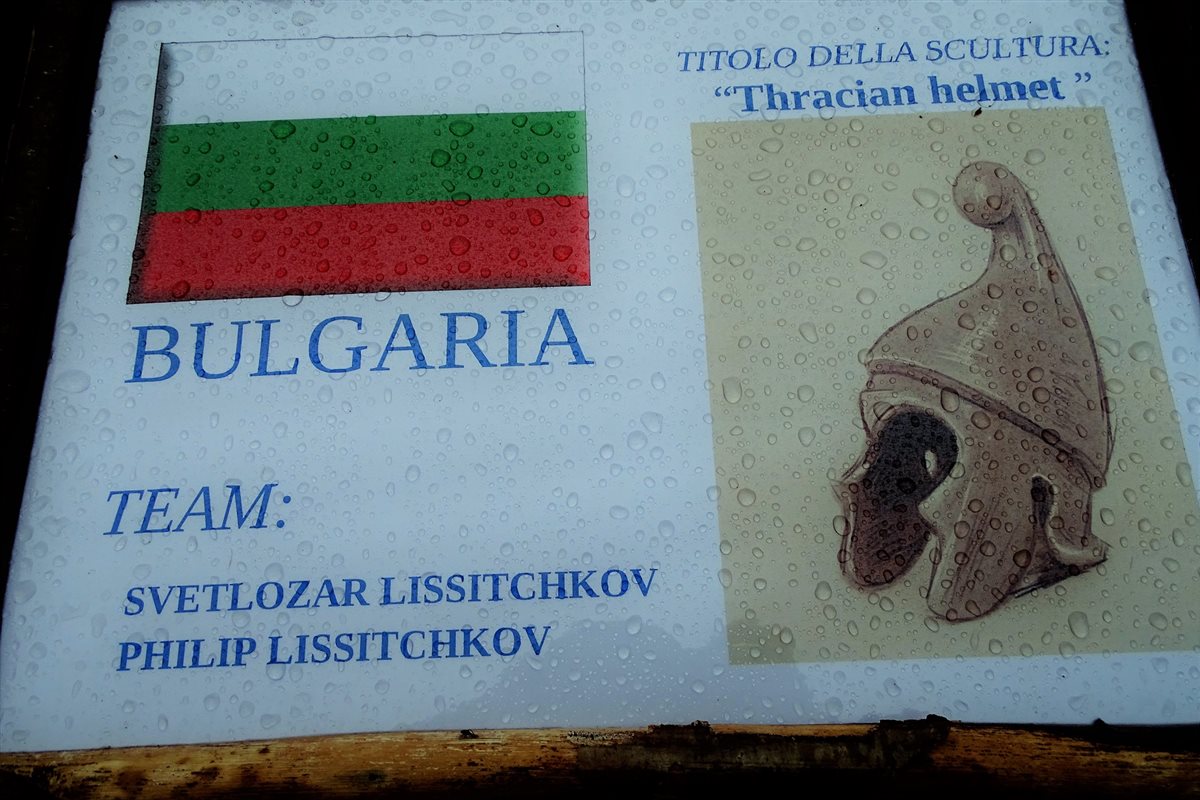 BULGARIA
TEAM:
SVETLOZAR LISSITCHKOV
PHILIP LISSITCHKOV
TITOLO DELLA SCULTURA:
“Thracian helmet ”